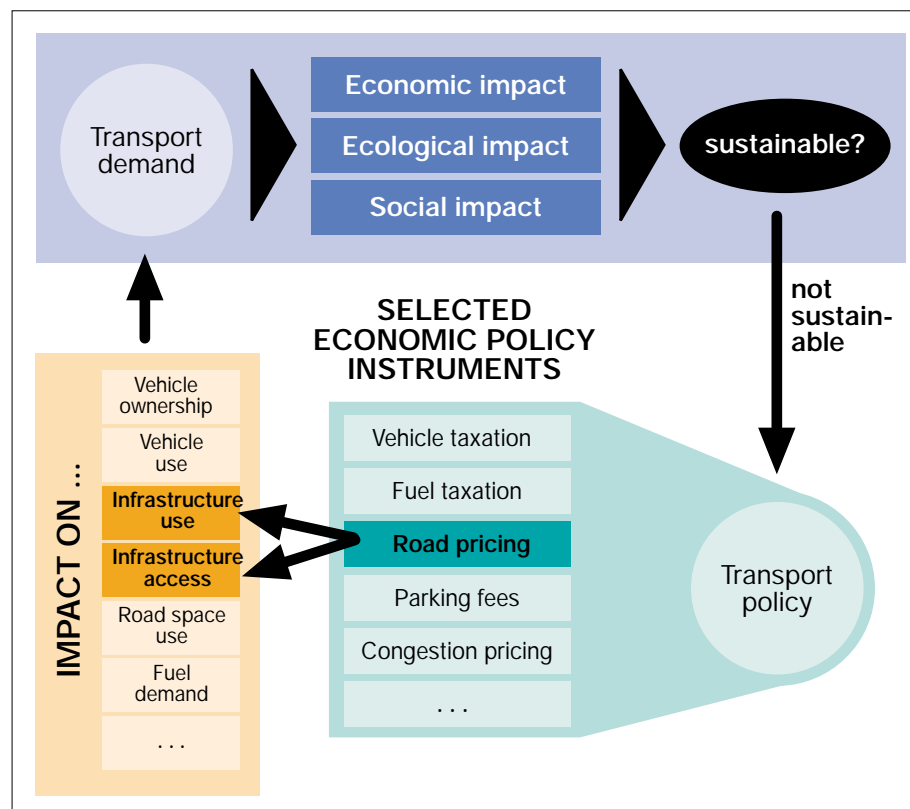 Transport
demand
Economic impact
Ecological impact
Social impact
sustainable?
not
sustain-
able
SELECTED
ECONOMIC POLICY
INSTRUMENTS
IMPACT ON ...
Vehicle
ownership
Vehicle
use
Infrastructure
use
Infrastructure
access
Road space
use
Fuel
demand
. . .
Vehicle taxation
Fuel taxation
Road pricing
Parking fees
Congestion pricing
. . .
Transport
policy